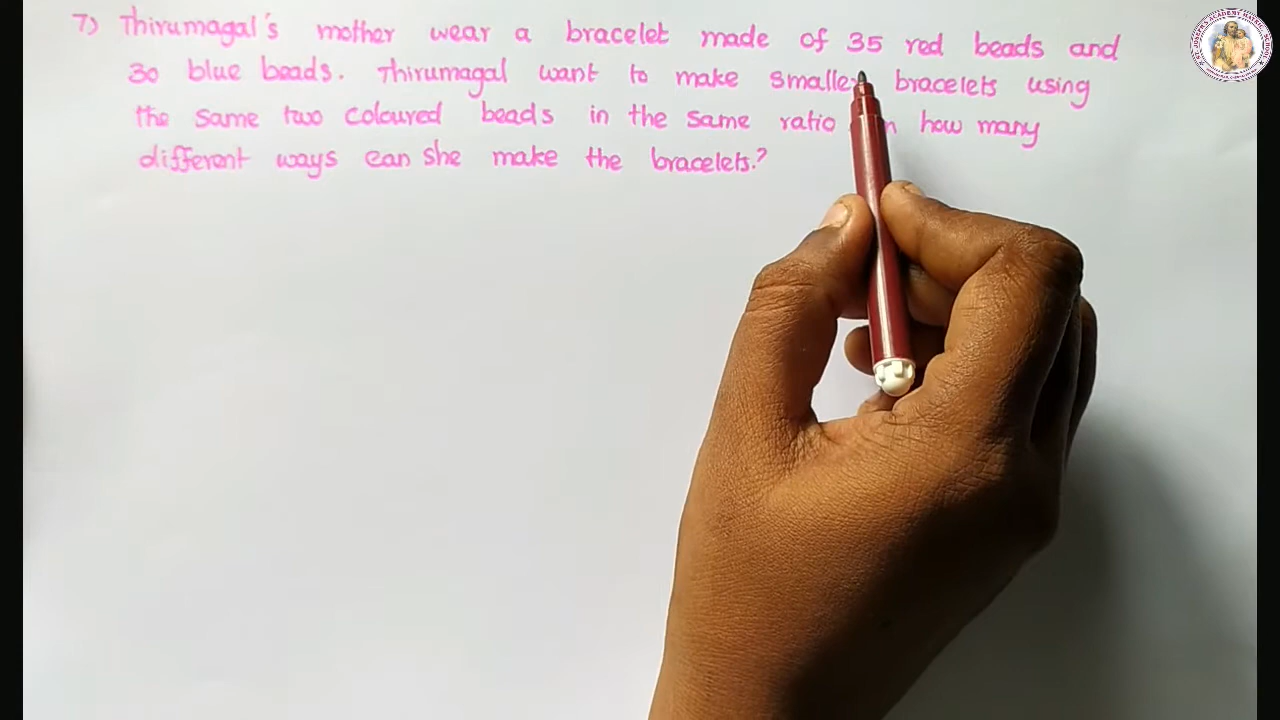 7) Thirumagal's mother wear a bracelet made of 35 red beads and
30 blue beads. Thirumagal want to make smaller bracelets using
the same two coloured beads in the same ratio how many
different ways can she make the bracelets.?